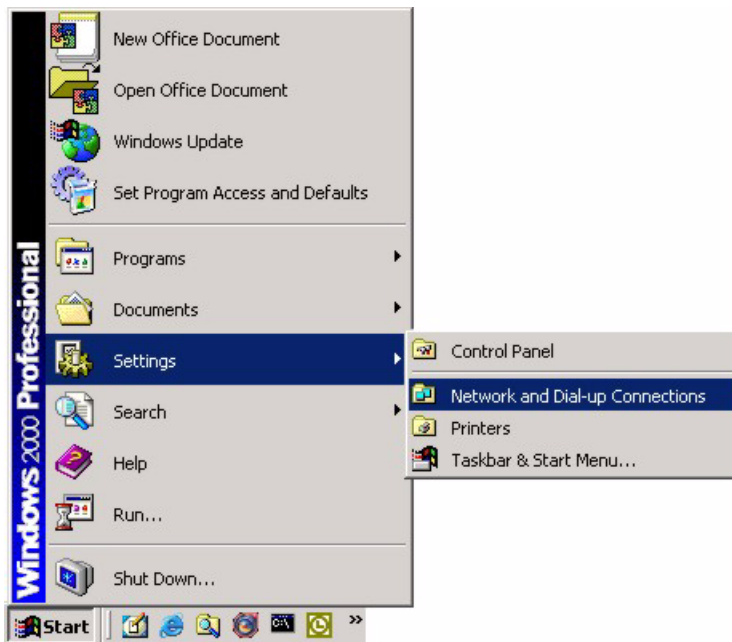 New Office Document
Open Office Document
Windows Update
Set Program Access and Defaults
Programs
Documents
Settings
Search
Help
Run...
Shut Down...
Control Panel
Network and Dial-up Connections
Printers
Taskbar & Start Menu...
Windows 2000 Professional
Start
»